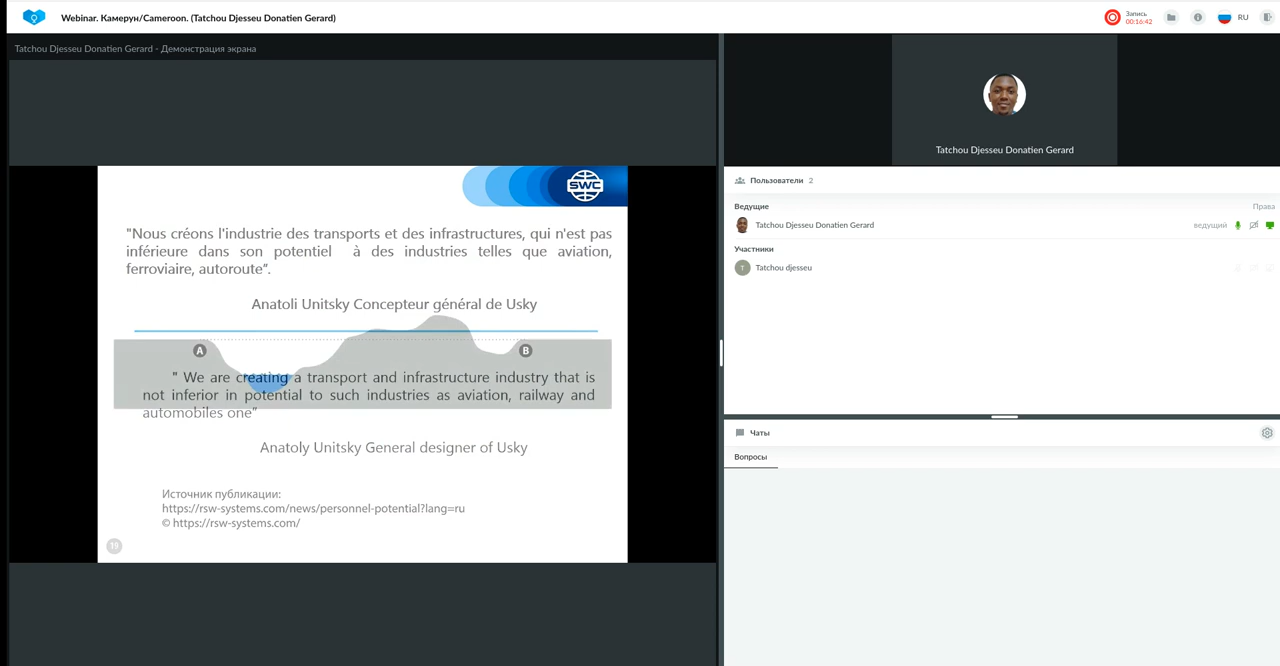 Webinar. Камерун/Cameroon. (Tatchou Djesseu Donatien Gerard)
Запись
00:16:42
RU
Tatchou Djesseu Donatien Gerard - Демонстрация экрана
Tatchou Djesseu Donatien Gerard
SWC
"Nous créons l'industrie des transports et des infrastructures, qui n'est pas
inférieure dans son potentiel à des industries telles que aviation,
ferroviaire, autoroute”.
Anatoli Unitsky Concepteur général de Usky
A
B
" We are creating a transport and infrastructure industry that is
not inferior in potential to such industries as aviation, railway and
automobiles one”
Anatoly Unitsky General designer of Usky
Источник публикации:
https://rsw-systems.com/news/personnel-potential?lang=ru
© https://rsw-systems.com/
19
Пользователи 2
Ведущие Права
Tatchou Djesseu Donatien Gerard ведущий
Участники
T Tatchou djesseu
Чаты
Вопросы